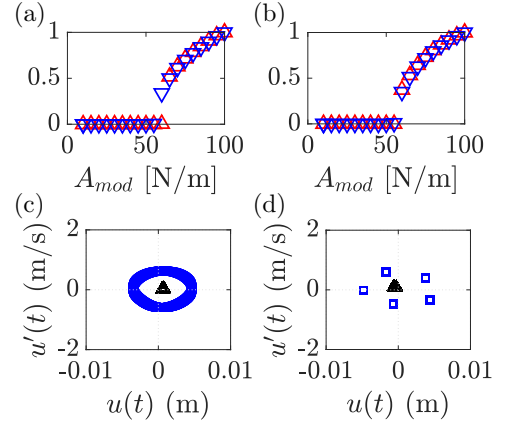 (a)
(b)
1
0.5
0
0
50
100
A_mod [N/m]
1
0.5
0
0
50
100
A_mod [N/m]
(c)
(d)
u′(t) (m/s)
2
0
-2
-0.01
0
0.01
u(t) (m)
u′(t) (m/s)
2
0
-2
-0.01
0
0.01
u(t) (m)